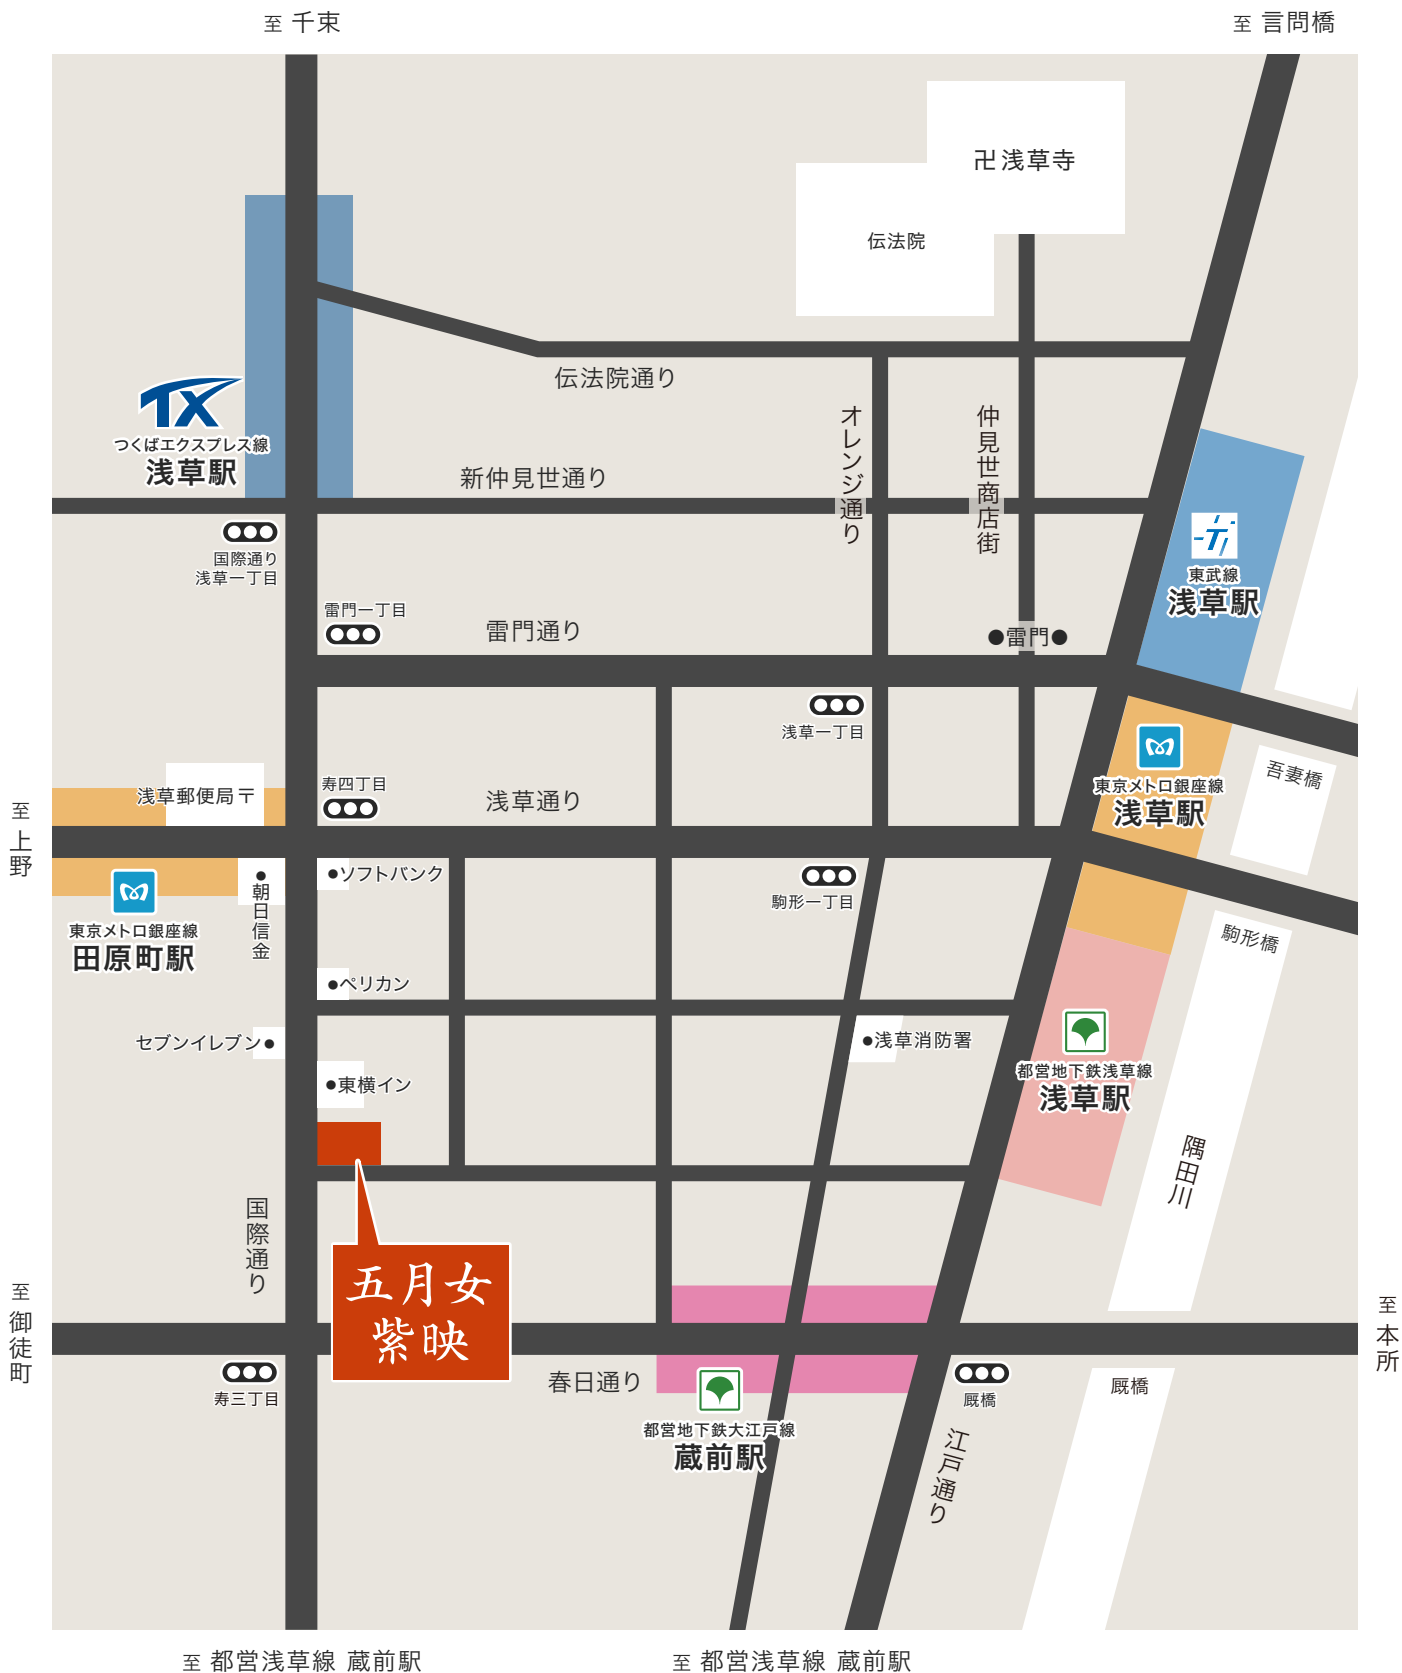 至 千束
至 言問橋
卍浅草寺
伝法院
伝法院通り
TX
つくばエクスプレス線
浅草駅
オレンジ通り
仲見世商店街
新仲見世通り
国際通り
浅草一丁目
東武線
浅草駅
雷門一丁目
雷門通り
●雷門●
浅草一丁目
東京メトロ銀座線
浅草駅
吾妻橋
浅草郵便局〒
寿四丁目
浅草通り
至 上野
●朝日信金
●ソフトバンク
駒形一丁目
東京メトロ銀座線
田原町駅
駒形橋
●ペリカン
セブンイレブン●
●浅草消防署
●東横イン
都営地下鉄浅草線
浅草駅
隅田川
国際通り
五月女
紫映
至 御徒町
至 本所
寿三丁目
春日通り
都営地下鉄大江戸線
蔵前駅
厩橋
厩橋
江戸通り
至 都営浅草線 蔵前駅
至 都営浅草線 蔵前駅